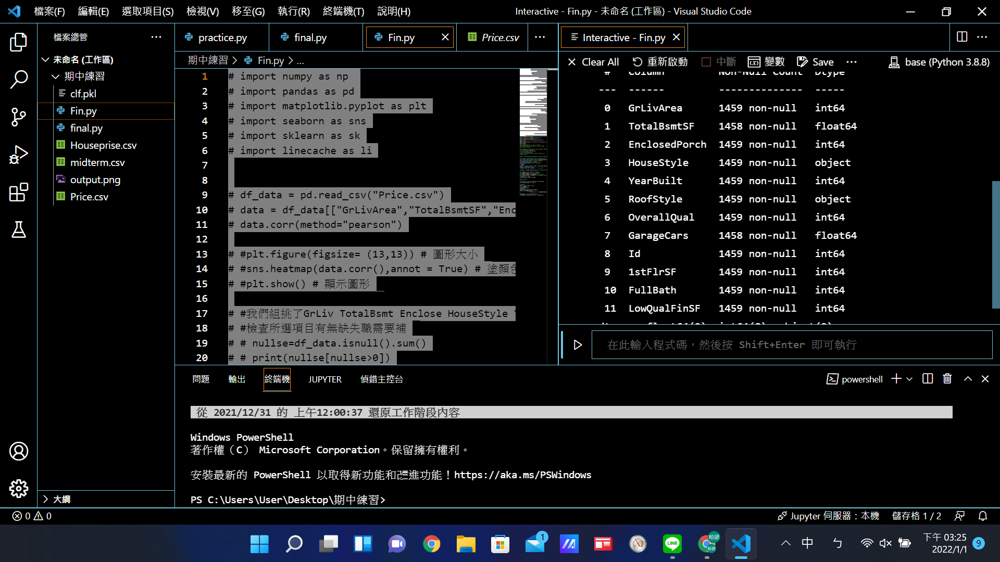 檔案(F) 編輯(E) 選取項目(S) 檢視(V) 移至(G) 執行(R) 終端機(T) 說明(H) Interactive - Fin.py - 未命名 (工作區) - Visual Studio Code
檔案總管
未命名 (工作區)
期中練習
clf.pkl
Fin.py
final.py
Houseprise.csv
midterm.csv
output.png
Price.csv
大綱
practice.py final.py Fin.py Price.csv
期中練習 > Fin.py > ...
1 # import numpy as np
2 # import pandas as pd
3 # import matplotlib.pyplot as plt
4 # import seaborn as sns
5 # import sklearn as sk
6 # import linecache as li
7
8
9 # df_data = pd.read_csv("Price.csv")
10 # data = df_data[["GrLivArea","TotalBsmtSF","Enc
11 # data.corr(method="pearson")
12
13 # #plt.figure(figsize= (13,13)) # 圖形大小
14 # #sns.heatmap(data.corr(),annot = True) # 塗顏色
15 # #plt.show() # 顯示圖形
16
17 # #我們組挑了GrLiv TotalBsmt Enclose HouseStyle
18 # #檢查所選項目有無缺失職需要補
19 # # nullse=df_data.isnull().sum()
20 # # print(nullse[nullse>0])
Interactive - Fin.py
Clear All 重新啟動 中斷 變數 Save base (Python 3.8.8)
# Column Non-Null Count Dtype
--- ------ -------------- -----
0 GrLivArea 1459 non-null int64
1 TotalBsmtSF 1458 non-null float64
2 EnclosedPorch 1459 non-null int64
3 HouseStyle 1459 non-null object
4 YearBuilt 1459 non-null int64
5 RoofStyle 1459 non-null object
6 OverallQual 1459 non-null int64
7 GarageCars 1458 non-null float64
8 Id 1459 non-null int64
9 1stFlrSF 1459 non-null int64
10 FullBath 1459 non-null int64
11 LowQualFinSF 1459 non-null int64
在此輸入程式碼，然後按 Shift+Enter 即可執行
問題 輸出 終端機 JUPYTER 偵錯主控台 powershell
從 2021/12/31 的 上午12:00:37 還原工作階段內容
Windows PowerShell
著作權（C） Microsoft Corporation。保留擁有權利。
安裝最新的 PowerShell 以取得新功能和改進功能！https://aka.ms/PSWindows
PS C:\Users\User\Desktop\期中練習>
0 0 Jupyter 伺服器：本機 儲存格 1 / 2
1 LINE 中 ㄅ 下午 03:25
2022/1/1 9